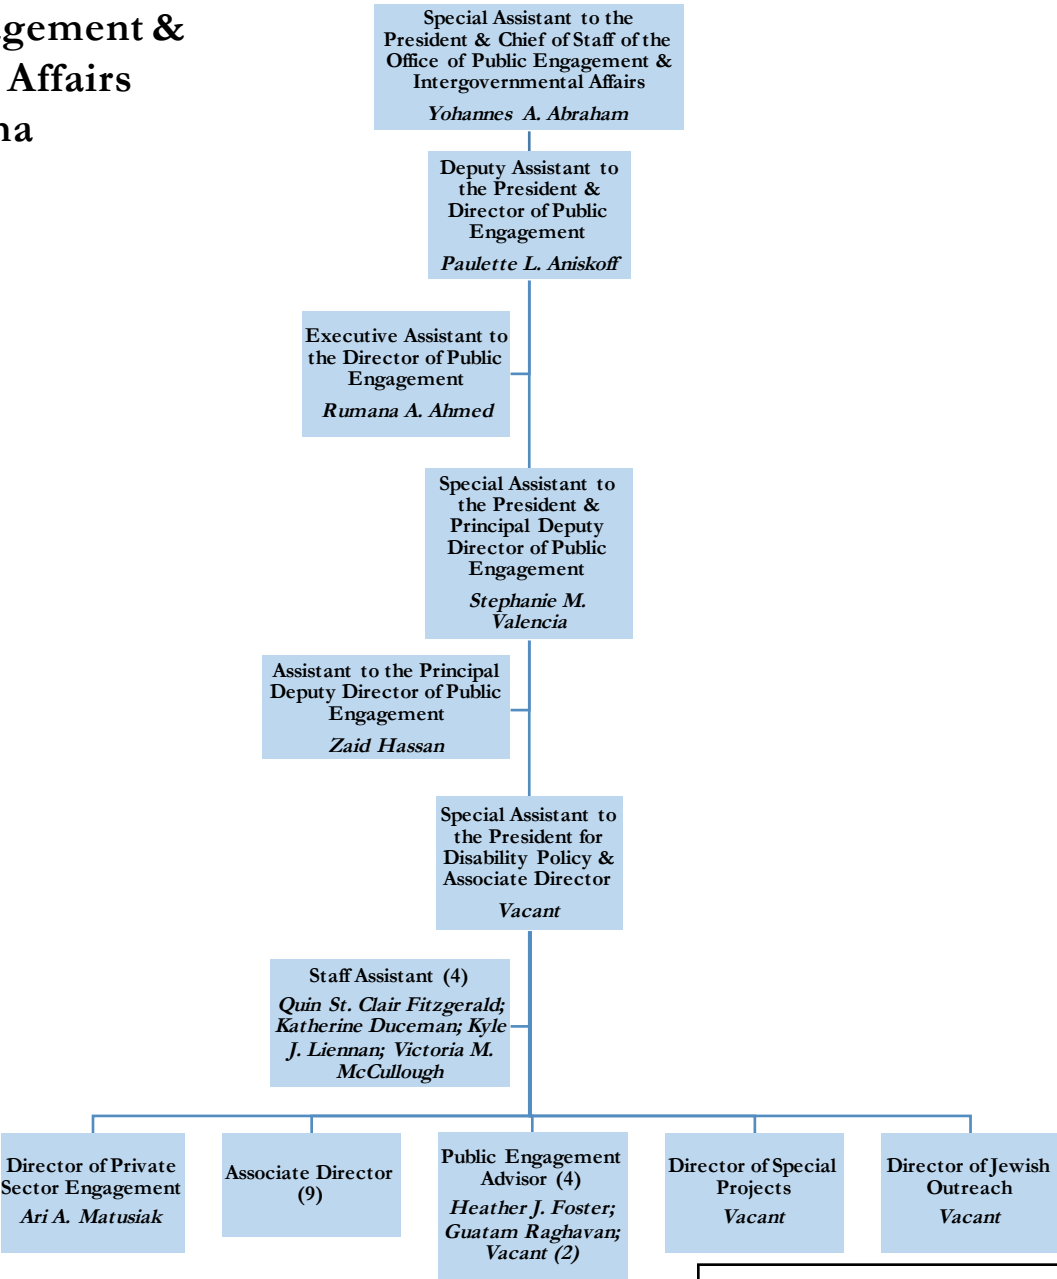 gement &
Affairs
na
Special Assistant to the
President & Chief of Staff of the
Office of Public Engagement &
Intergovernmental Affairs
Yohannes A. Abraham
Deputy Assistant to
the President &
Director of Public
Engagement
Paulette L. Aniskoff
Executive Assistant to
the Director of Public
Engagement
Rumana A. Ahmed
Special Assistant to
the President &
Principal Deputy
Director of Public
Engagement
Stephanie M.
Valencia
Assistant to the Principal
Deputy Director of Public
Engagement
Zaid Hassan
Special Assistant to
the President for
Disability Policy &
Associate Director
Vacant
Staff Assistant (4)
Quin St. Clair Fitzgerald;
Katherine Duceman; Kyle
J. Liennan; Victoria M.
McCullough
Director of Private
Sector Engagement
Ari A. Matusiak
Associate Director
(9)
Public Engagement
Advisor (4)
Heather J. Foster;
Guatam Raghavan;
Vacant (2)
Director of Special
Projects
Vacant
Director of Jewish
Outreach
Vacant